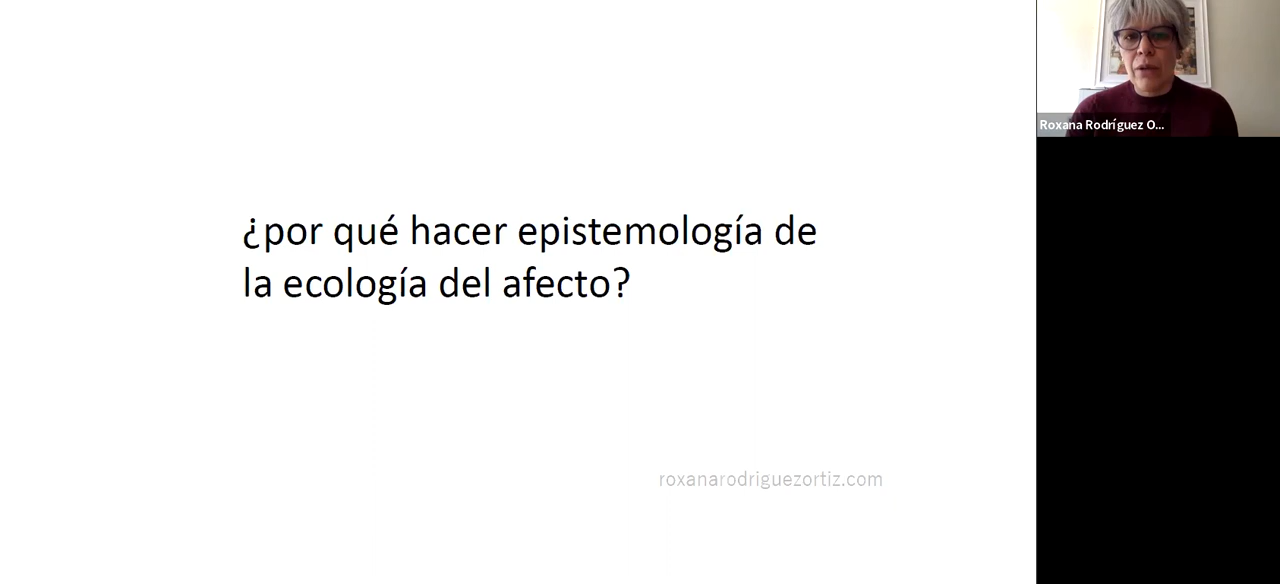 ¿por qué hacer epistemología de
la ecología del afecto?
roxanarodriguezortiz.com
Roxana Rodríguez O...